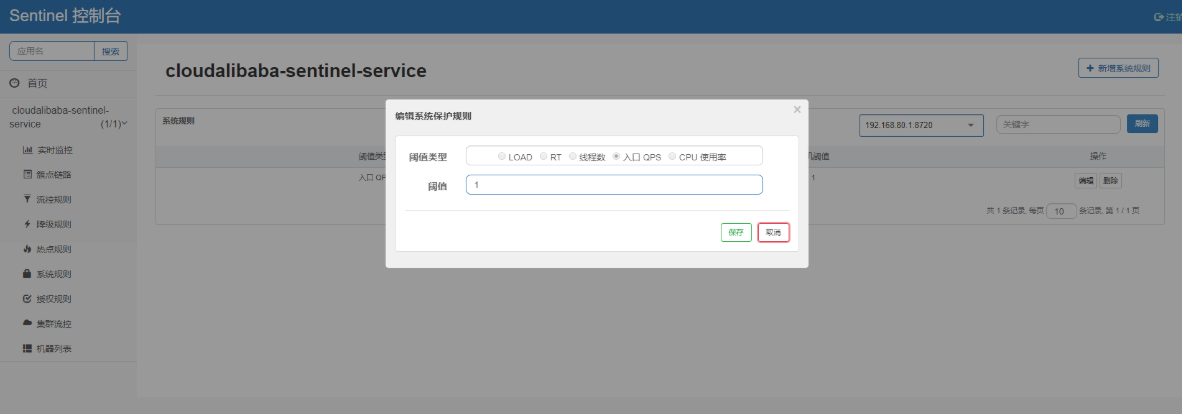 Sentinel 控制台
注销
应用名 搜索
首页
cloudalibaba-sentinel-service (1/1)
实时监控
簇点链路
流控规则
降级规则
热点规则
系统规则
授权规则
集群流控
机器列表
cloudalibaba-sentinel-service
+ 新增系统规则
系统规则
192.168.80.1:8720 关键字 刷新
阈值类型 阈值 操作
入口 QPS 1 编辑 删除
共 1 条记录, 每页 10 条记录, 第 1 / 1 页
编辑系统保护规则 ×
阈值类型 LOAD RT 线程数 入口 QPS CPU 使用率
阈值 1
保存 取消